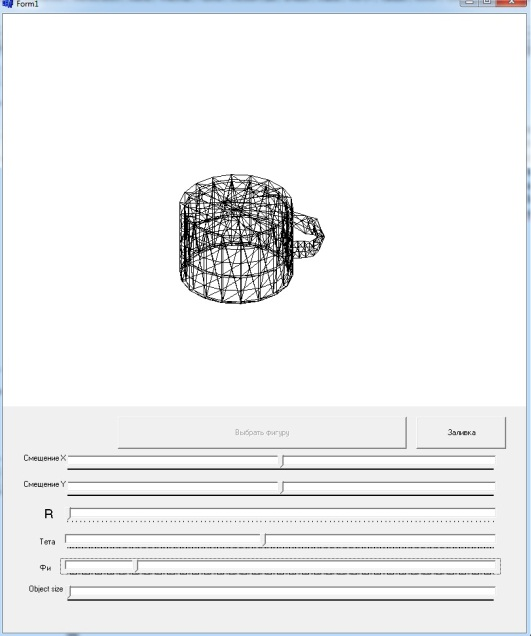 Form1
Выбрать фигуру
Заливка
Смещение X
Смещение Y
R
Тета
Фи
Object size